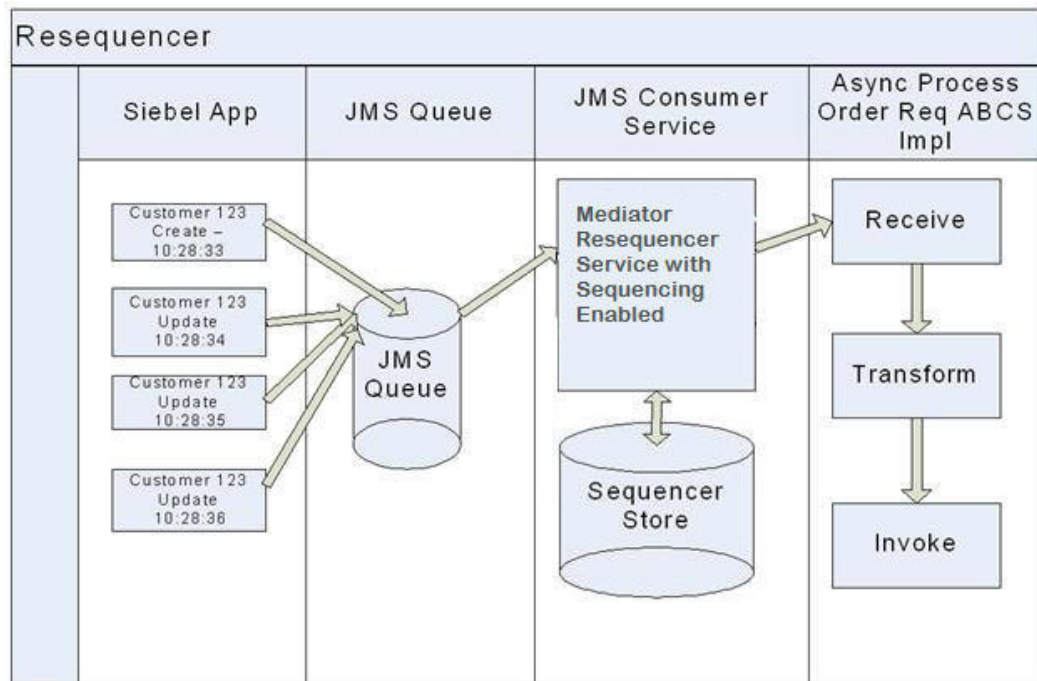 Resequencer
Siebel App
JMS Queue
JMS Consumer
Service
Async Process
Order Req ABCS
Impl
Customer 123
Create –
10:28:33
Customer 123
Update
10:28:34
Customer 123
Update
10:28:35
Customer 123
Update
10:28:36
JMS
Queue
Mediator
Resequencer
Service with
Sequencing
Enabled
Sequencer
Store
Receive
Transform
Invoke